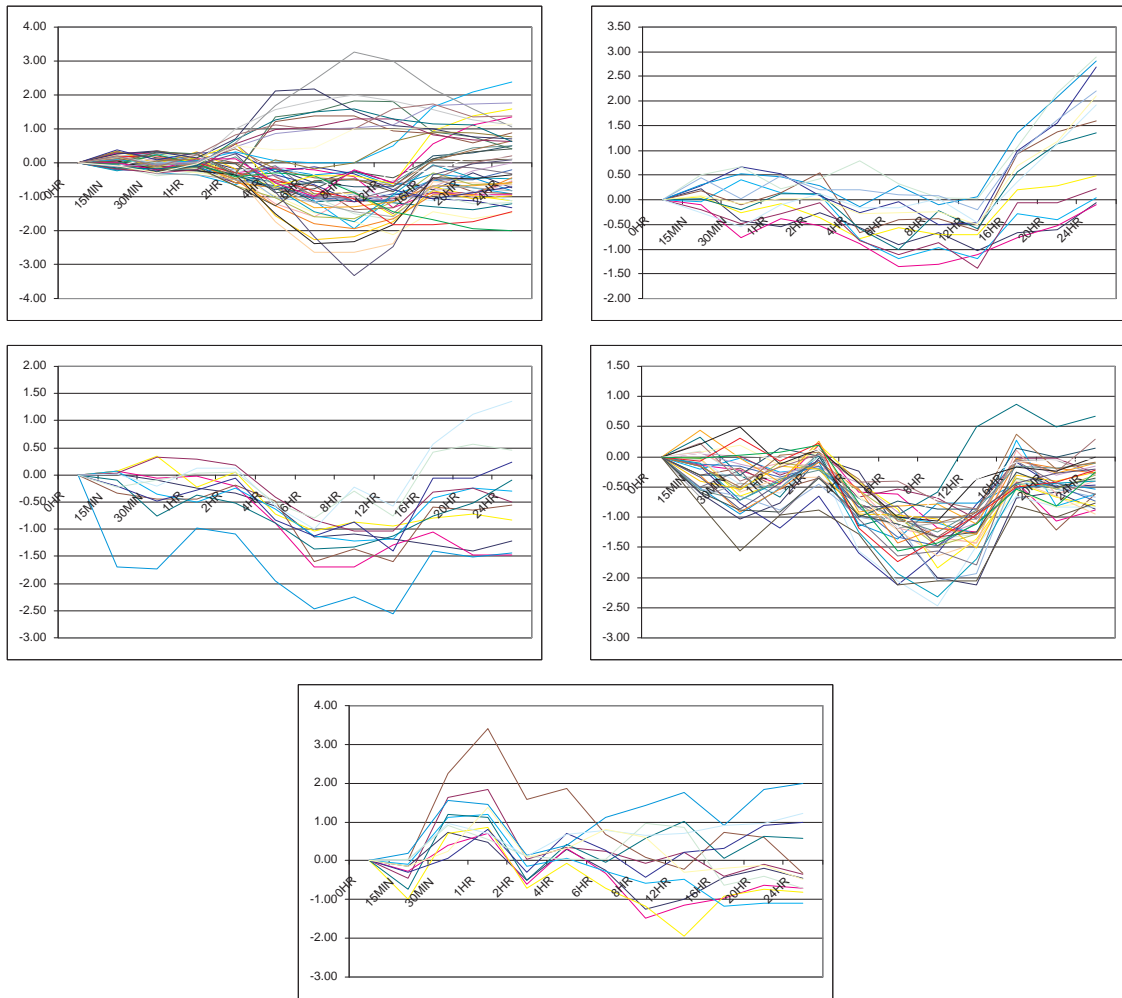 4.00
3.00
2.00
1.00
0.00
-1.00
-2.00
-3.00
-4.00
0HR
15MIN
30MIN
1HR
2HR
4HR
6HR
8HR
12HR
16HR
20HR
24HR
3.50
3.00
2.50
2.00
1.50
1.00
0.50
0.00
-0.50
-1.00
-1.50
-2.00
0HR
15MIN
30MIN
1HR
2HR
4HR
6HR
8HR
12HR
16HR
20HR
24HR
2.00
1.50
1.00
0.50
0.00
-0.50
-1.00
-1.50
-2.00
-2.50
-3.00
0HR
15MIN
30MIN
1HR
2HR
4HR
6HR
8HR
12HR
16HR
20HR
24HR
1.50
1.00
0.50
0.00
-0.50
-1.00
-1.50
-2.00
-2.50
-3.00
0HR
15MIN
30MIN
1HR
2HR
4HR
6HR
8HR
12HR
16HR
20HR
24HR
4.00
3.00
2.00
1.00
0.00
-1.00
-2.00
-3.00
0HR
15MIN
30MIN
1HR
2HR
4HR
6HR
8HR
12HR
16HR
20HR
24HR